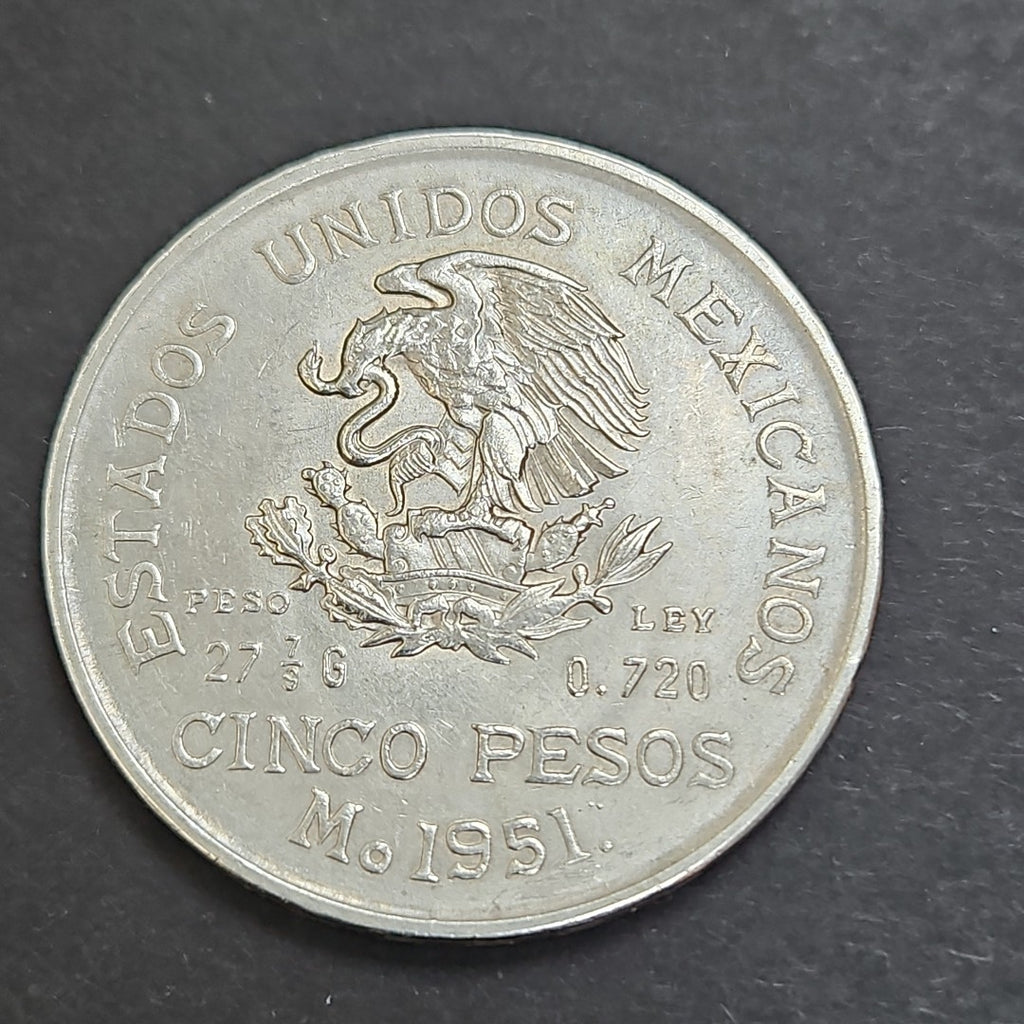 ESTADOS UNIDOS MEXICANOS
PESO
27 7/9 G
LEY
0.720
CINCO PESOS
Mo 1951.